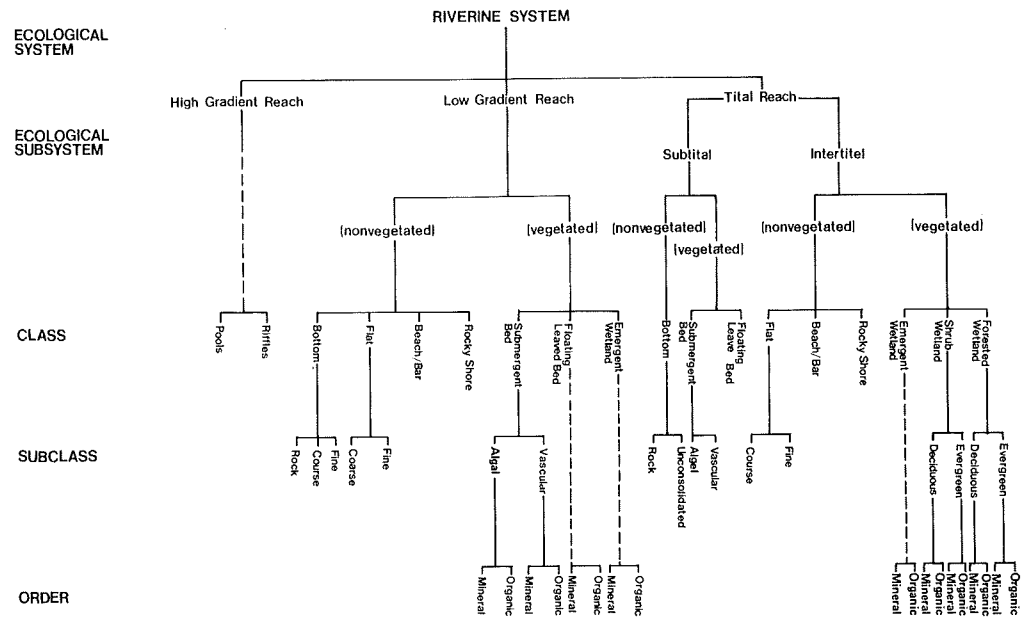 RIVERINE SYSTEM
ECOLOGICAL
SYSTEM
High Gradient Reach
Low Gradient Reach
Tital Reach
ECOLOGICAL
SUBSYSTEM
Subtital
Intertitel
(nonvegetated)
(vegetated)
(nonvegetated)
(vegetated)
(nonvegetated)
(vegetated)
CLASS
Pools
Riffles
Bottom
Flat
Beach/Bar
Rocky Shore
Submergent
Bed
Floating
Leaved Bed
Emergent
Wetland
Bottom
Submergent
Bed
Floating
Leave Bed
Flat
Beach/Bar
Rocky Shore
Emergent
Wetland
Shrub
Wetland
Forested
Wetland
SUBCLASS
Rock
Course
Fine
Coarse
Fine
Algal
Vascular
Rock
Unconsolidated
Algel
Vascular
Course
Fine
Deciduous
Evergreen
Deciduous
Evergreen
ORDER
Mineral
Organic
Mineral
Organic
Mineral
Organic
Mineral
Organic
Mineral
Organic
Mineral
Organic
Mineral
Organic
Mineral
Organic
Mineral
Organic